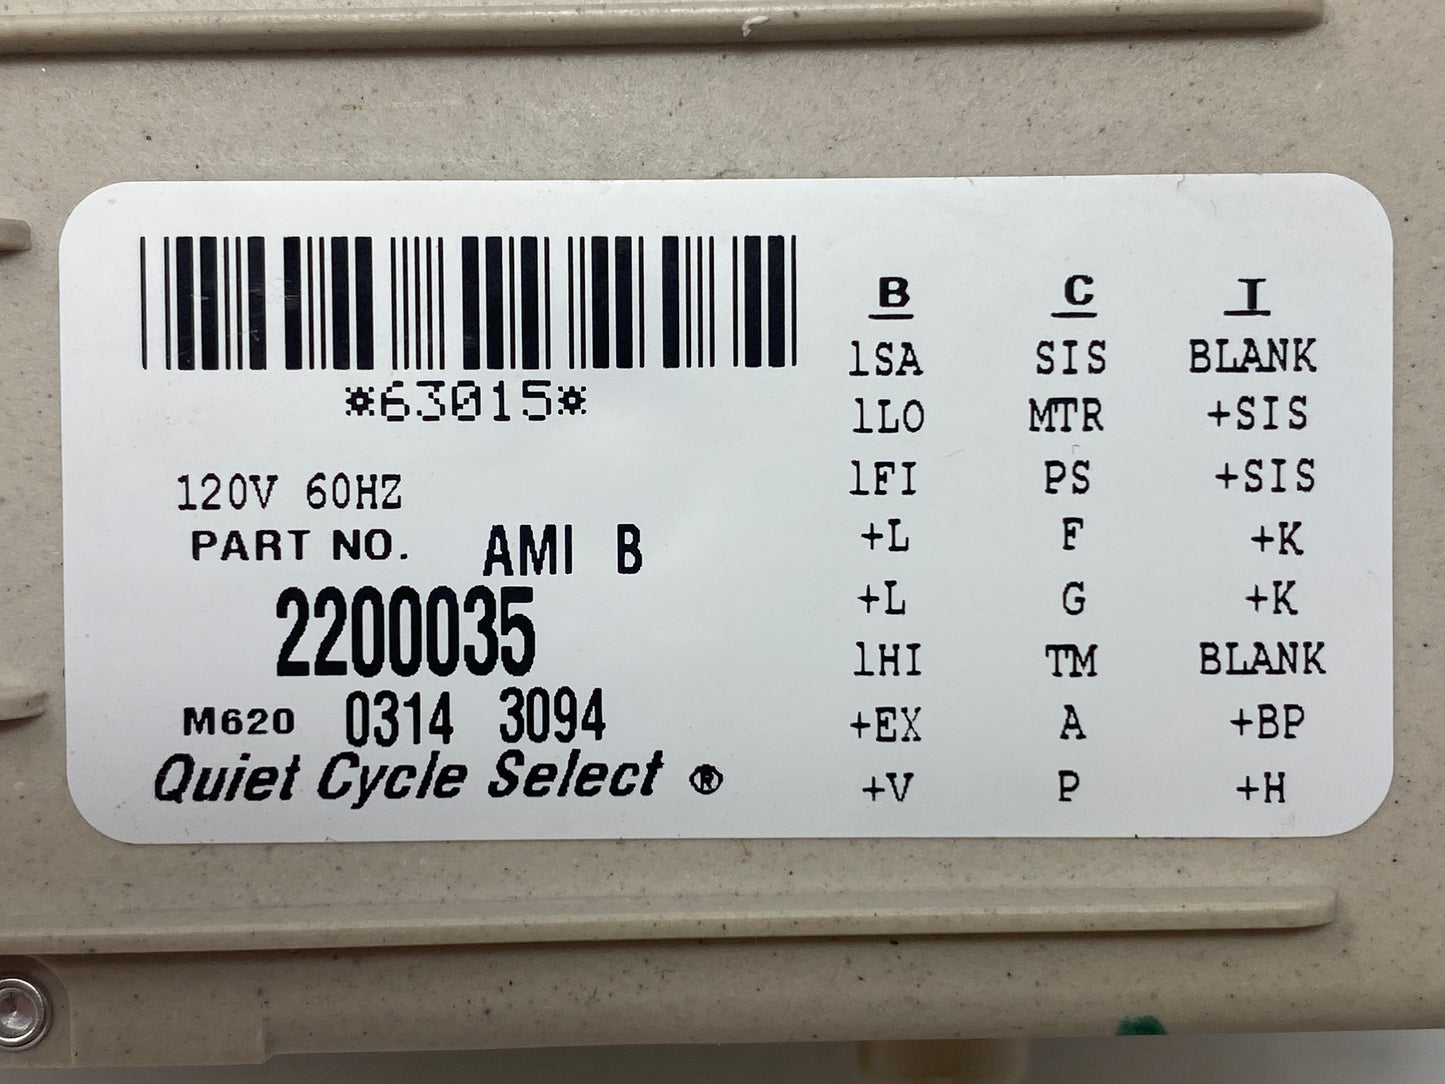 *63015*
120V 60HZ
PART NO. AMI B
2200035
M620 0314 3094
Quiet Cycle Select ®
B C I
1SA SIS BLANK
1LO MTR +SIS
1FI PS +SIS
+L F +K
+L G +K
1HI TM BLANK
+EX A +BP
+V P +H